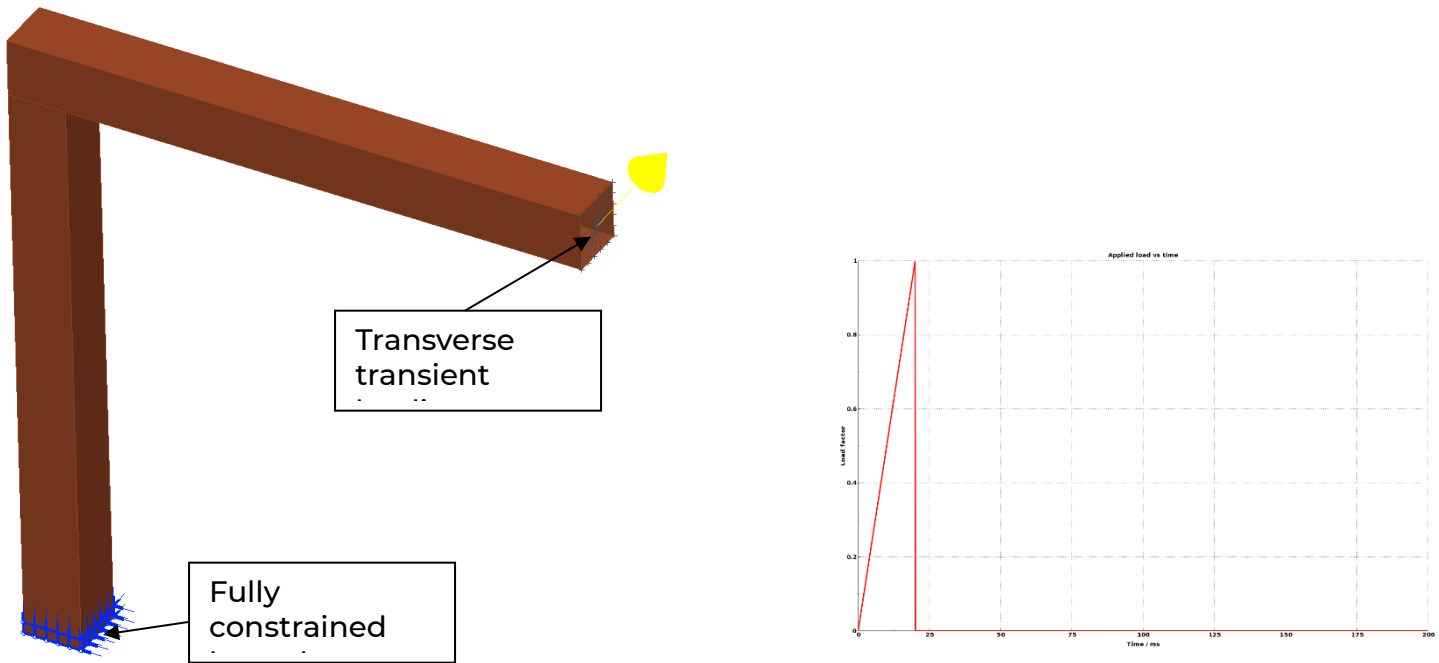 Transverse
transient
Fully
constrained
Applied load vs time
Load factor
1
0.8
0.6
0.4
0.2
0
0 25 50 75 100 125 150 175 200
Time / ms